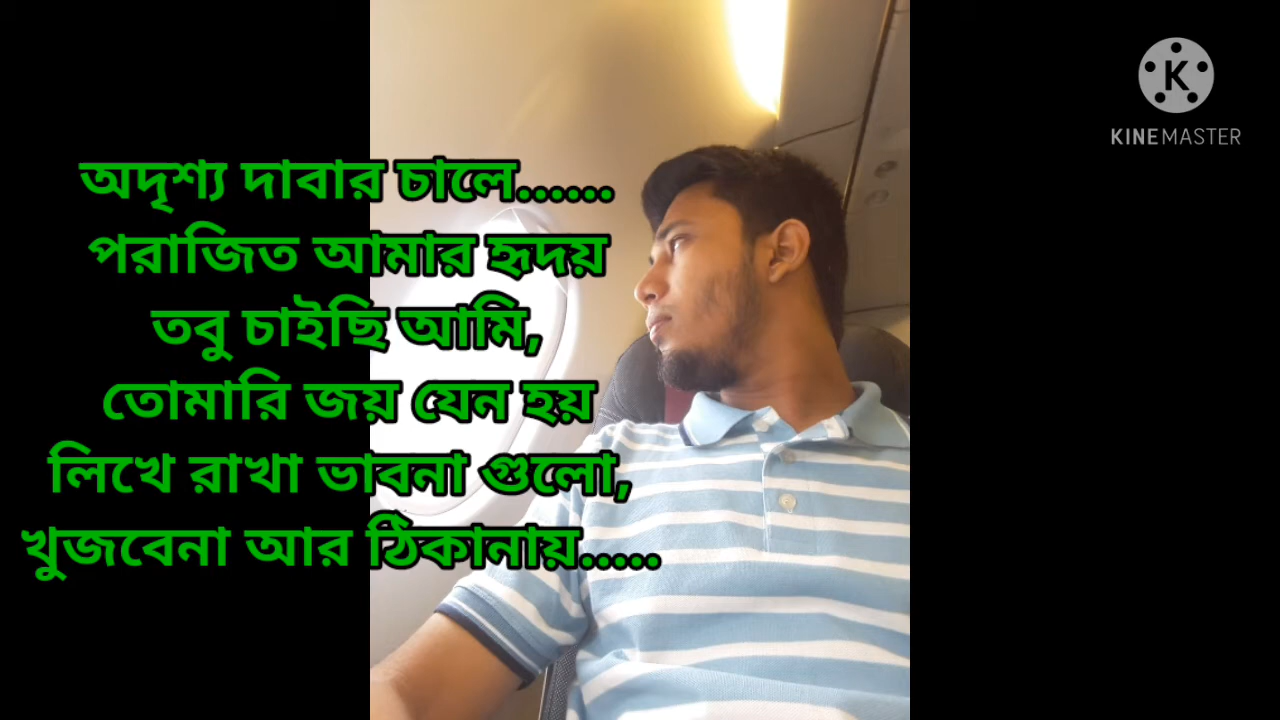 অদৃশ্য দাবার চালে......
পরাজিত আমার হৃদয়
তবু চাইছি আমি,
তোমারি জয় যেন হয়
লিখে রাখা ভাবনা গুলো,
খুজবেনা আর ঠিকানায়.....
K
KINEMASTER